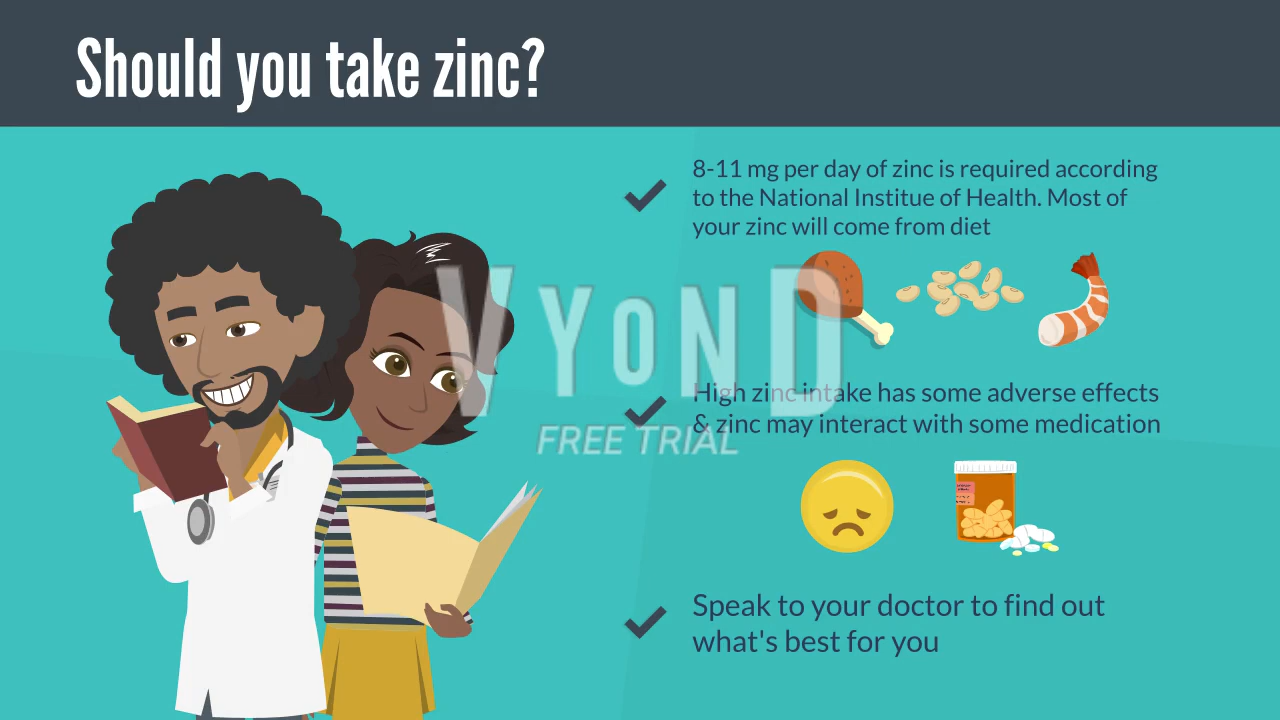 Should you take zinc?
8-11 mg per day of zinc is required according
to the National Institue of Health. Most of
your zinc will come from diet
VYOND
FREE TRIAL
High zinc intake has some adverse effects
& zinc may interact with some medication
Speak to your doctor to find out
what's best for you